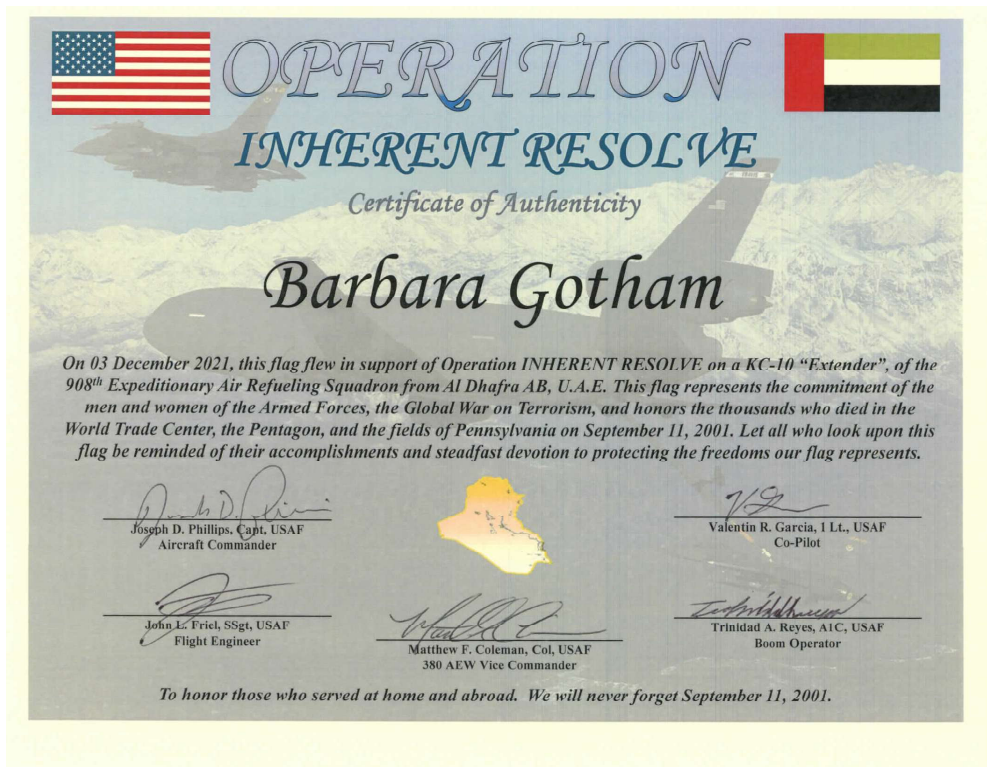 OPERATION
INHERENT RESOLVE
Certificate of Authenticity
Barbara Gotham
On 03 December 2021, this flag flew in support of Operation INHERENT RESOLVE on a KC-10 “Extender”, of the
908th Expeditionary Air Refueling Squadron from Al Dhafra AB, U.A.E. This flag represents the commitment of the
men and women of the Armed Forces, the Global War on Terrorism, and honors the thousands who died in the
World Trade Center, the Pentagon, and the fields of Pennsylvania on September 11, 2001. Let all who look upon this
flag be reminded of their accomplishments and steadfast devotion to protecting the freedoms our flag represents.
Joseph D. Phillips, Capt, USAF
Aircraft Commander
Valentin R. Garcia, 1 Lt., USAF
Co-Pilot
John L. Friel, SSgt, USAF
Flight Engineer
Matthew F. Coleman, Col, USAF
380 AEW Vice Commander
Trinidad A. Reyes, A1C, USAF
Boom Operator
To honor those who served at home and abroad. We will never forget September 11, 2001.